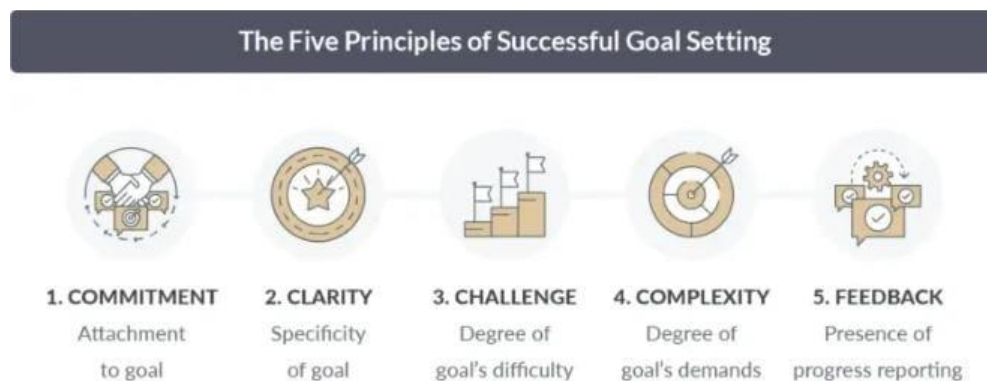 The Five Principles of Successful Goal Setting
1. COMMITMENT
Attachment
to goal
2. CLARITY
Specificity
of goal
3. CHALLENGE
Degree of
goal's difficulty
4. COMPLEXITY
Degree of
goal's demands
5. FEEDBACK
Presence of
progress reporting